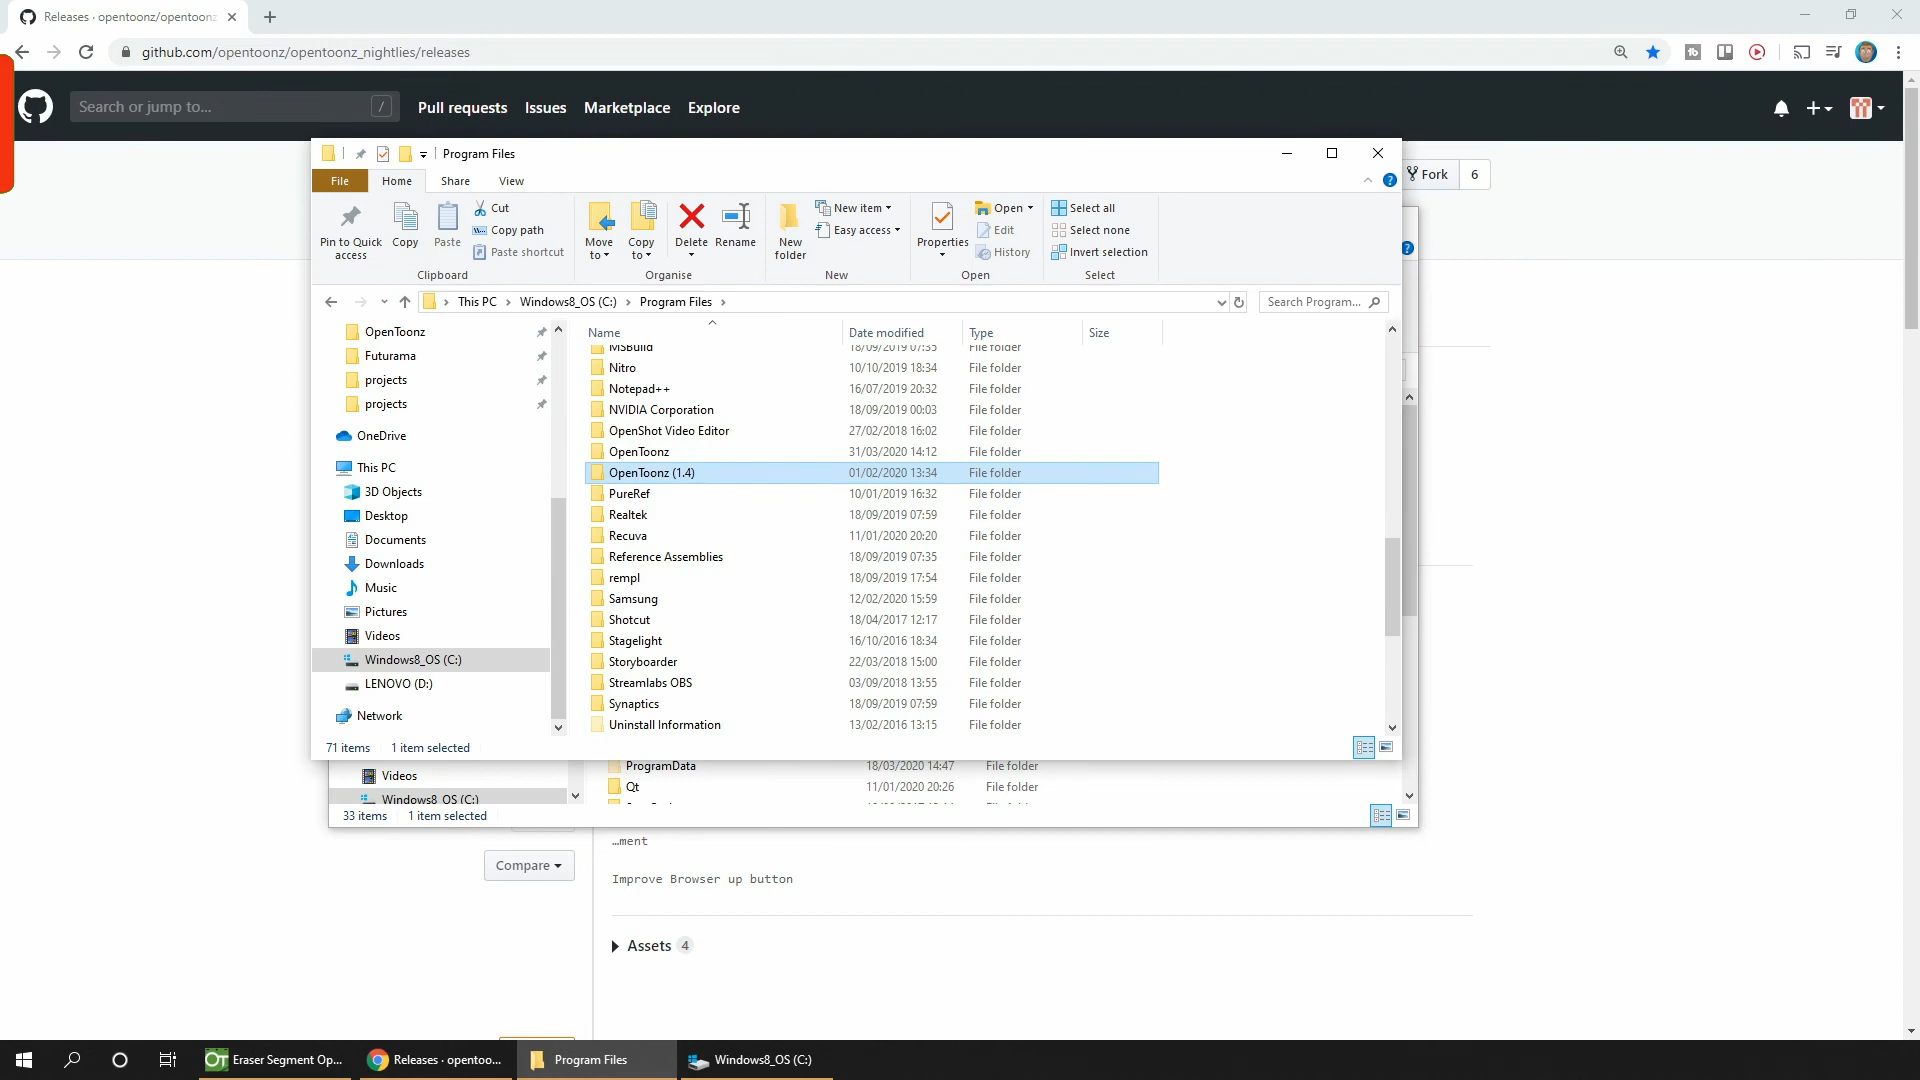 Releases · opentoonz/opentoonz
github.com/opentoonz/opentoonz_nightlies/releases
Search or jump to... /
Pull requests Issues Marketplace Explore
Fork 6
Program Files
File Home Share View
Pin to Quick access
Copy
Paste
Cut
Copy path
Paste shortcut
Clipboard
Move to
Copy to
Delete
Rename
Organise
New folder
New item
Easy access
New
Properties
Open
Edit
History
Open
Select all
Select none
Invert selection
Select
This PC > Windows8_OS (C:) > Program Files >
Search Program...
OpenToonz
Futurama
projects
projects
OneDrive
This PC
3D Objects
Desktop
Documents
Downloads
Music
Pictures
Videos
Windows8_OS (C:)
LENOVO (D:)
Network
Name Date modified Type Size
MSBuild 18/09/2019 07:35 File folder
Nitro 10/10/2019 18:34 File folder
Notepad++ 16/07/2019 20:32 File folder
NVIDIA Corporation 18/09/2019 00:03 File folder
OpenShot Video Editor 27/02/2018 16:02 File folder
OpenToonz 31/03/2020 14:12 File folder
OpenToonz (1.4) 01/02/2020 13:34 File folder
PureRef 10/01/2019 16:32 File folder
Realtek 18/09/2019 07:59 File folder
Recuva 11/01/2020 20:20 File folder
Reference Assemblies 18/09/2019 07:35 File folder
rempl 18/09/2019 17:54 File folder
Samsung 12/02/2020 15:59 File folder
Shotcut 18/04/2017 12:17 File folder
Stagelight 16/10/2016 18:34 File folder
Storyboarder 22/03/2018 15:00 File folder
Streamlabs OBS 03/09/2018 13:55 File folder
Synaptics 18/09/2019 07:59 File folder
Uninstall Information 13/02/2016 13:15 File folder
71 items 1 item selected
Videos
Windows8_OS (C:)
ProgramData 18/03/2020 14:47 File folder
Qt 11/01/2020 20:26 File folder
33 items 1 item selected
…ment
Compare
Improve Browser up button
Assets 4
Eraser Segment Op...
Releases · opentoo...
Program Files
Windows8_OS (C:)